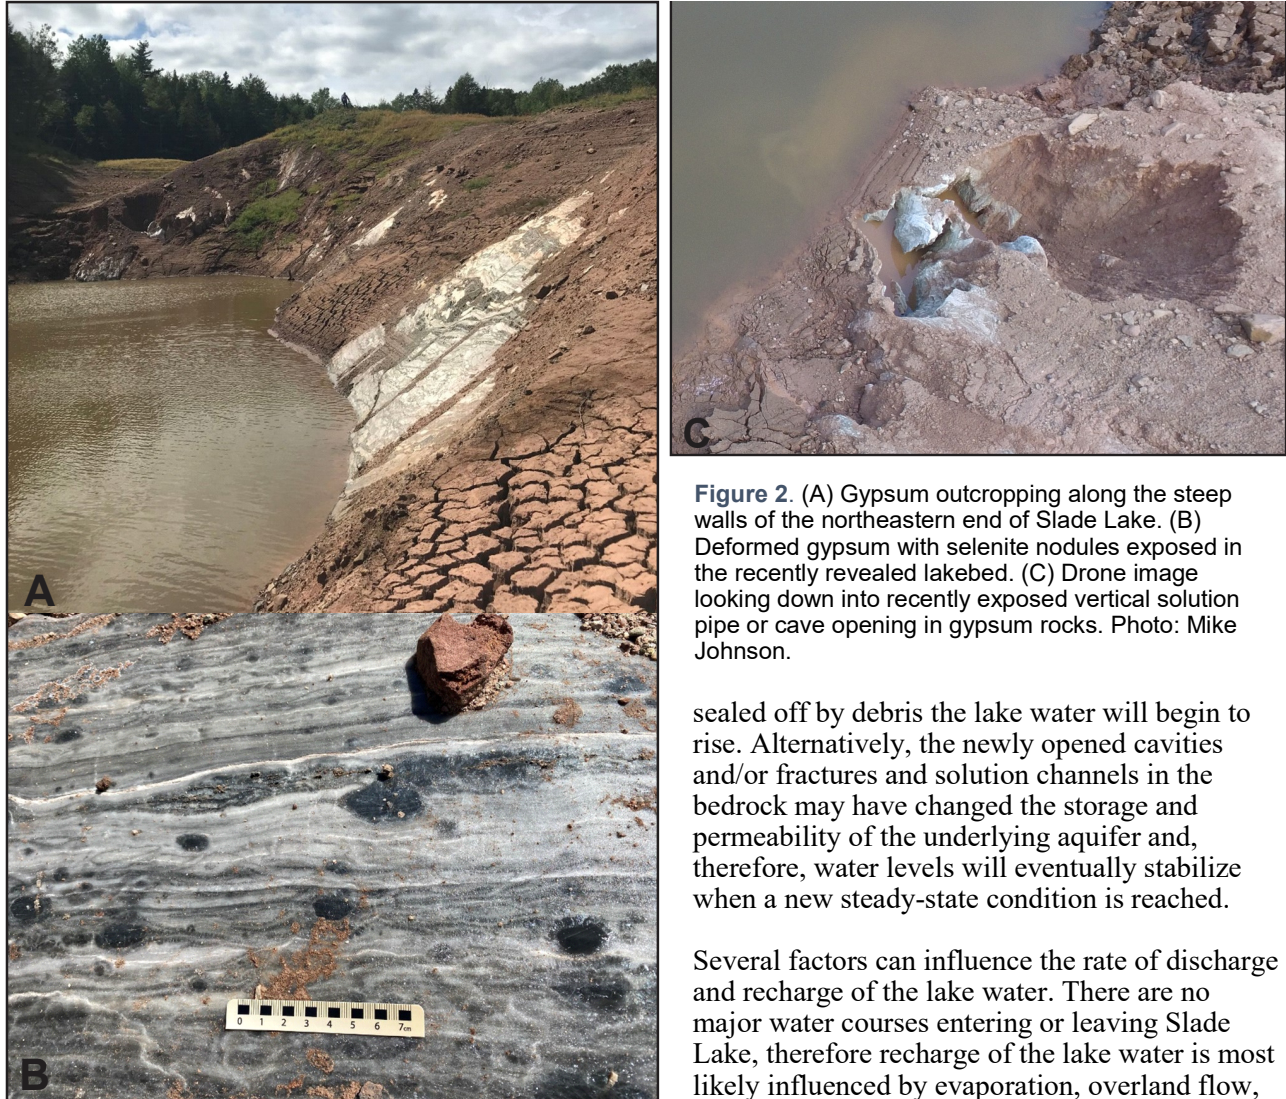 A
C
B
0 1 2 3 4 5 6 7cm
Figure 2. (A) Gypsum outcropping along the steep
walls of the northeastern end of Slade Lake. (B)
Deformed gypsum with selenite nodules exposed in
the recently revealed lakebed. (C) Drone image
looking down into recently exposed vertical solution
pipe or cave opening in gypsum rocks. Photo: Mike
Johnson.
sealed off by debris the lake water will begin to
rise. Alternatively, the newly opened cavities
and/or fractures and solution channels in the
bedrock may have changed the storage and
permeability of the underlying aquifer and,
therefore, water levels will eventually stabilize
when a new steady-state condition is reached.
Several factors can influence the rate of discharge
and recharge of the lake water. There are no
major water courses entering or leaving Slade
Lake, therefore recharge of the lake water is most
likely influenced by evaporation, overland flow,